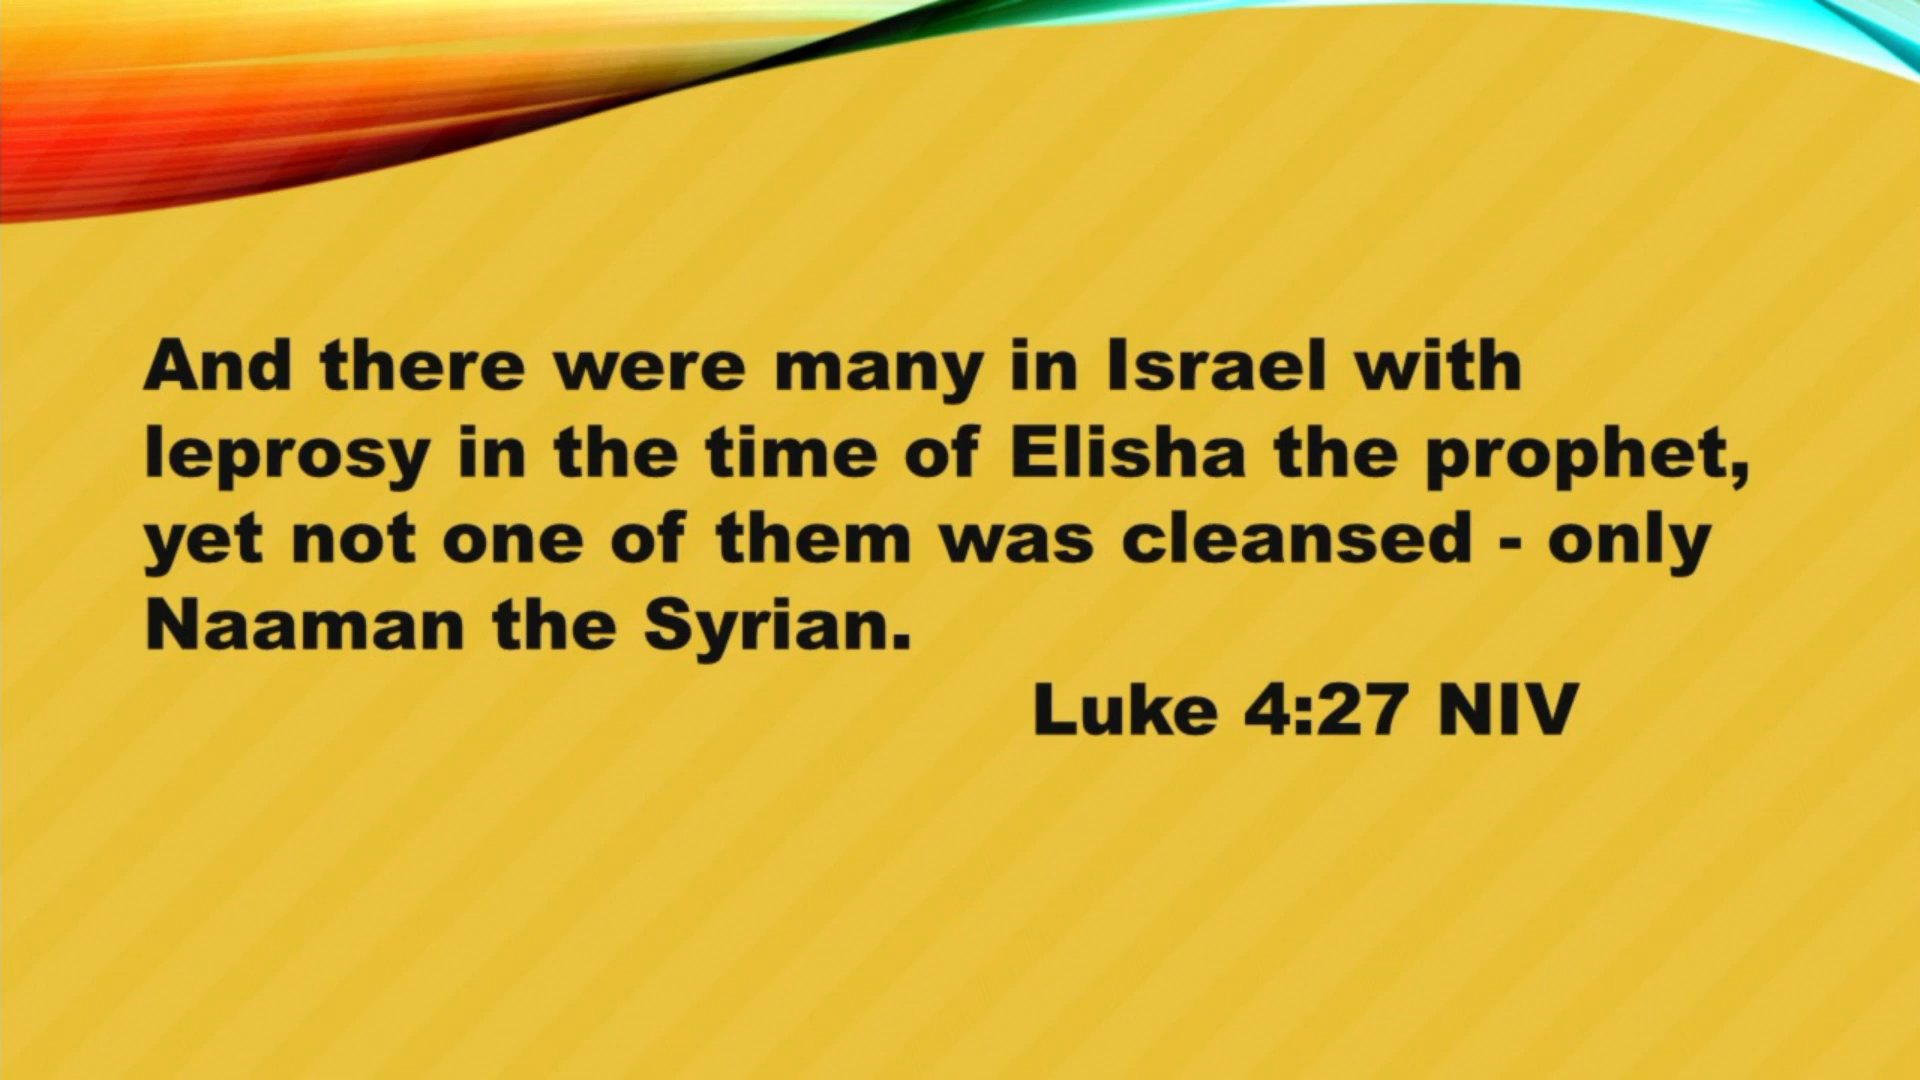 And there were many in Israel with
leprosy in the time of Elisha the prophet,
yet not one of them was cleansed - only
Naaman the Syrian.
Luke 4:27 NIV